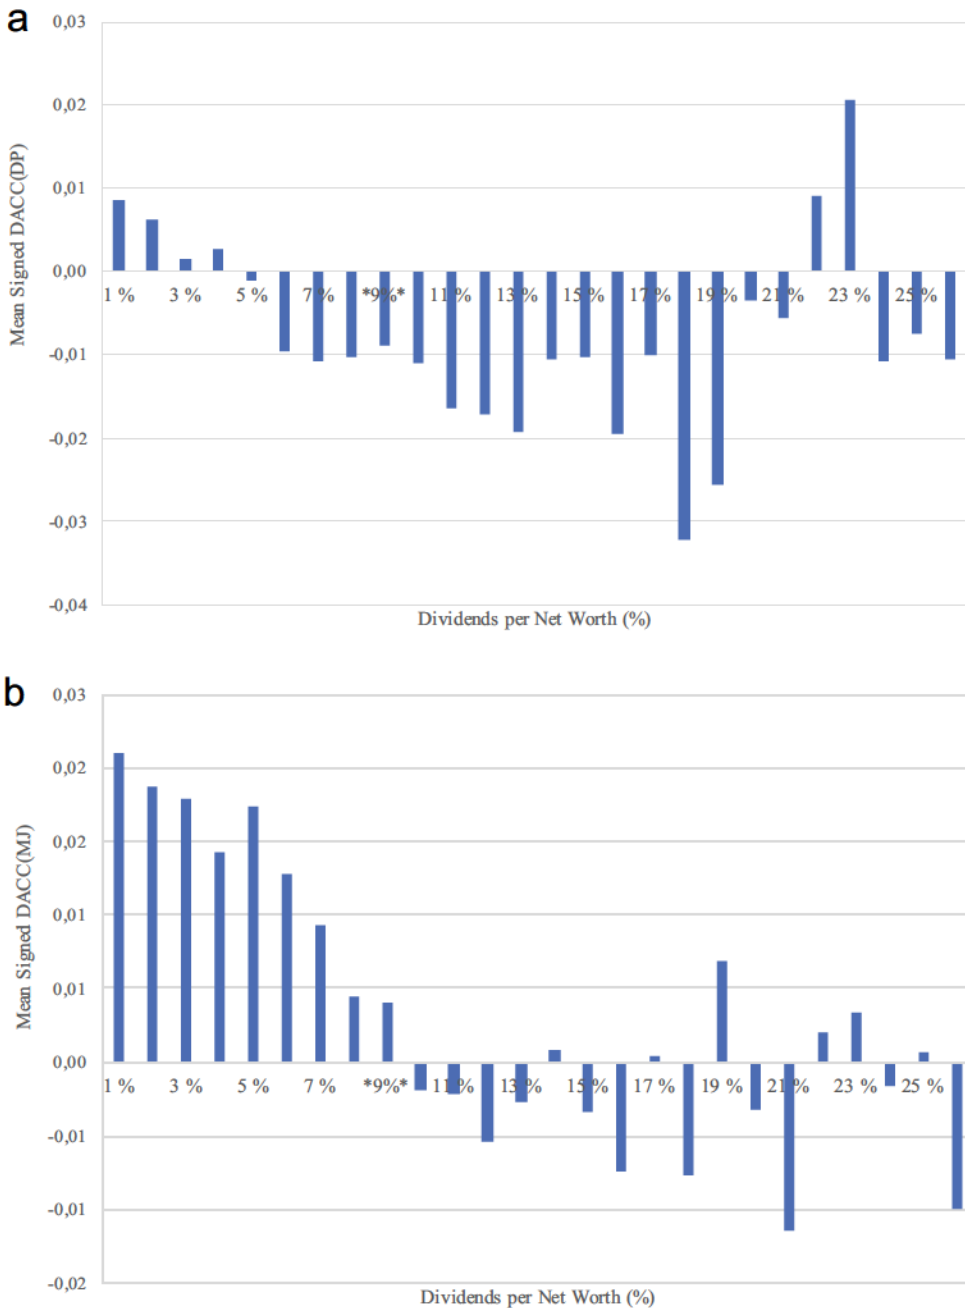 a
0,03
0,02
0,01
0,00
-0,01
-0,02
-0,03
-0,04
Mean Signed DACC(DP)
1 % 3 % 5 % 7 % *9%* 11 % 13 % 15 % 17 % 19 % 21 % 23 % 25 %
Dividends per Net Worth (%)
b
0,03
0,02
0,02
0,01
0,01
0,00
-0,01
-0,01
-0,02
Mean Signed DACC(MJ)
1 % 3 % 5 % 7 % *9%* 11 % 13 % 15 % 17 % 19 % 21 % 23 % 25 %
Dividends per Net Worth (%)